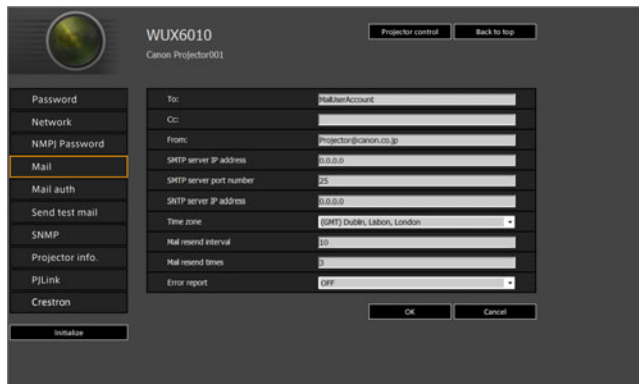 WUX6010
Canon Projector001
Projector control
Back to top
Password
Network
NMPJ Password
Mail
Mail auth
Send test mail
SNMP
Projector info.
PJLink
Crestron
Initialize
To: MailUserAccount
Cc:
From: Projector@canon.co.jp
SMTP server IP address 0.0.0.0
SMTP server port number 25
SNTP server IP address 0.0.0.0
Time zone (GMT) Dublin, Lisbon, London
Mail resend interval 10
Mail resend times 3
Error report OFF
OK
Cancel